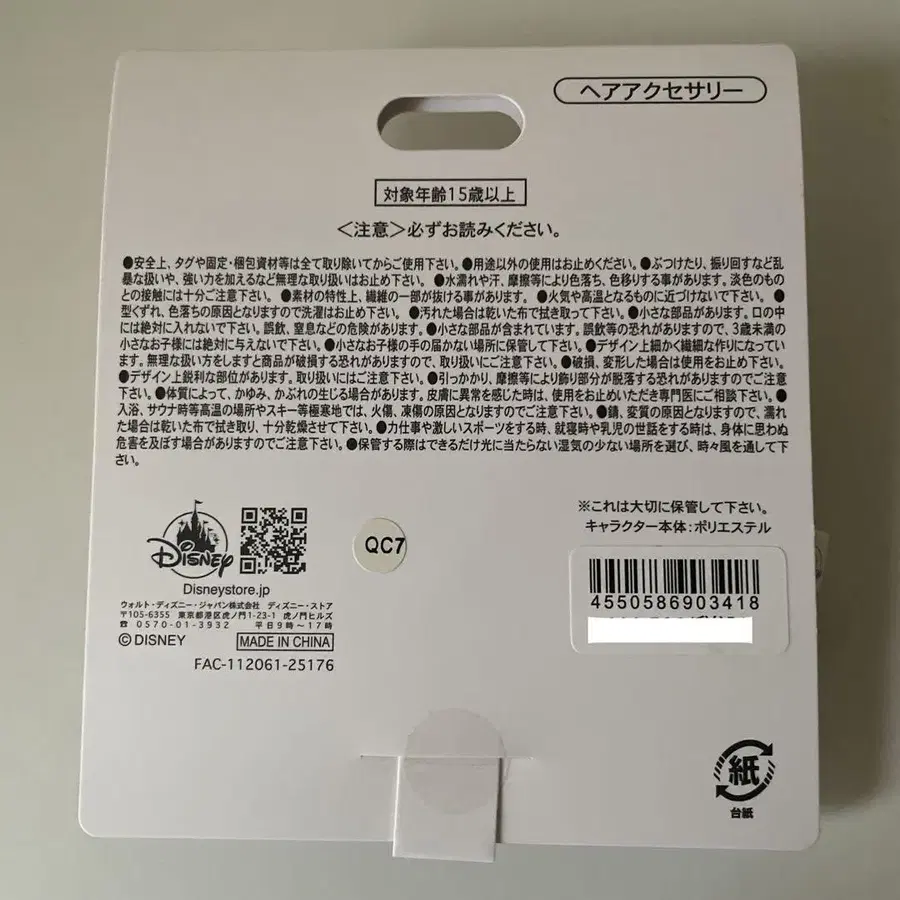 ヘアアクセサリー
対象年齢15歳以上
＜注意＞必ずお読みください。
●安全上、タグや固定・梱包資材等は全て取り除いてからご使用下さい。●用途以外の使用はお止めください。●ぶつけたり、振り回すなど乱
暴な扱いや、強い力を加えるなど無理な取り扱いはお止め下さい。 ●水濡れや汗、摩擦等により色落ち、色移りする事があります。淡色のもの
との接触には十分ご注意下さい。 ●素材の特性上、繊維の一部が抜ける事があります。 ●火気や高温となるものに近づけないで下さい。 ●
型くずれ、色落ちの原因となりますので洗濯はお止め下さい。 ●汚れた場合は乾いた布で拭き取って下さい。 ●小さな部品があります。口の中
には絶対に入れないで下さい。誤飲、窒息などの危険があります。●小さな部品が含まれています。誤飲等の恐れがありますので、3歳未満の
小さなお子様には絶対に与えないで下さい。●小さなお子様の手の届かない場所に保管して下さい。●デザイン上細かく繊細な作りになってい
ます。無理な扱い方をしますと商品が破損する恐れがありますので、取り扱いにご注意下さい。●破損、変形した場合は使用をお止め下さい。
●デザイン上鋭利な部位があります。取り扱いにはご注意下さい。●引っかかり、摩擦等により飾り部分が脱落する恐れがありますのでご注意
下さい。●体質によって、かゆみ、かぶれの生じる場合があります。皮膚に異常を感じた時は、使用をお止めいただき専門医にご相談下さい。●
入浴、サウナ時等高温の場所やスキー等極寒地では、火傷、凍傷の原因となりますのでご注意下さい。●錆、変質の原因となりますので、濡れ
た場合は乾いた布で拭き取り、十分乾燥させて下さい。●力仕事や激しいスポーツをする時、就寝時や乳児の世話をする時は、身体に思わぬ
危害を及ぼす場合がありますのでご注意下さい。●保管する際はできるだけ光に当たらない湿気の少ない場所を選び、時々風を通して下
さい。
※これは大切に保管して下さい。
キャラクター本体：ポリエステル
Disney
QC7
Disneystore.jp
ウォルト・ディズニー・ジャパン株式会社 ディズニー・ストア
〒105-6355 東京都港区虎ノ門1-23-1 虎ノ門ヒルズ
☎ 0570-01-3932 平日9時～17時
©DISNEY MADE IN CHINA
FAC-112061-25176
4550586903418
紙
台紙